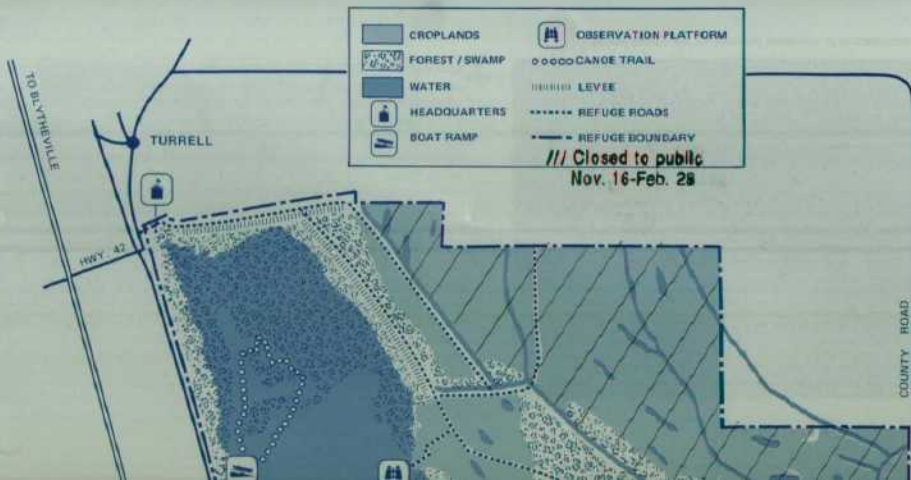 CROPLANDS
FOREST / SWAMP
WATER
HEADQUARTERS
BOAT RAMP
OBSERVATION PLATFORM
CANOE TRAIL
LEVEE
REFUGE ROADS
REFUGE BOUNDARY
/// Closed to public
Nov. 16-Feb. 28
TO BLYTHEVILLE
TURRELL
HWY. 42
COUNTY ROAD